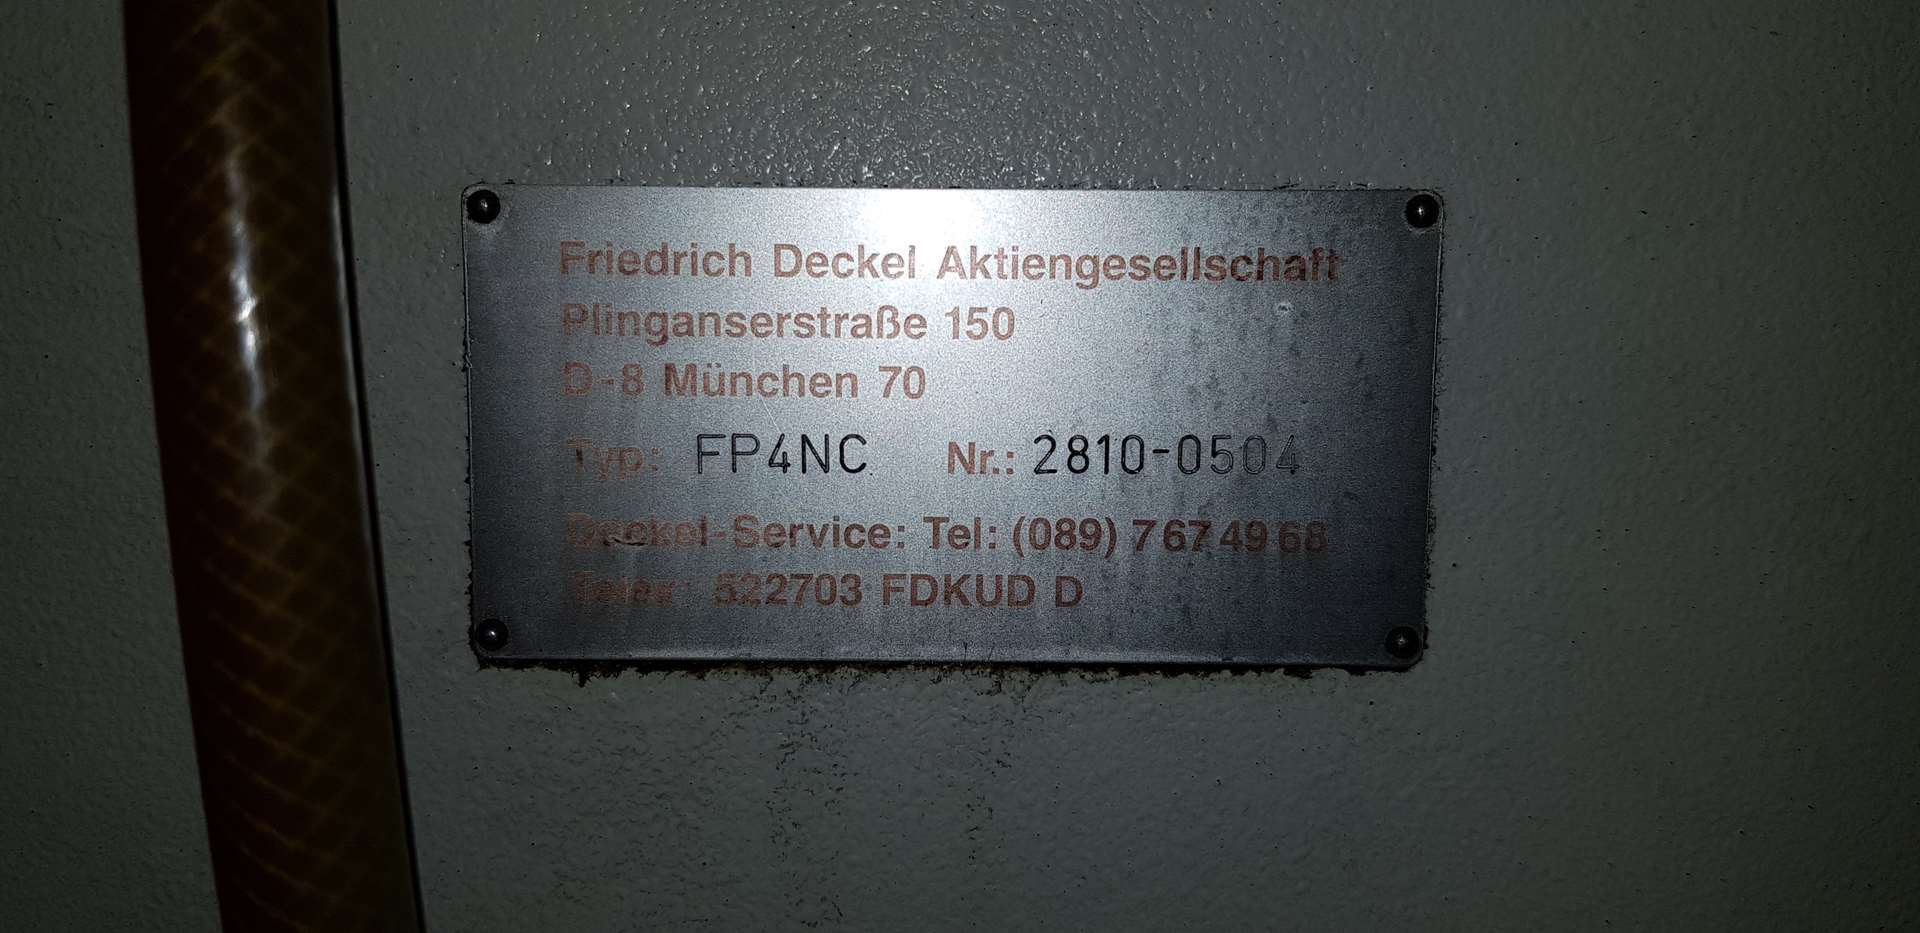 Friedrich Deckel Aktiengesellschaft
Plinganserstraße 150
D-8 München 70
Typ: FP4NC Nr.: 2810-0504
Deckel-Service: Tel: (089) 7 67 49 68
Telex: 522703 FDKUD D